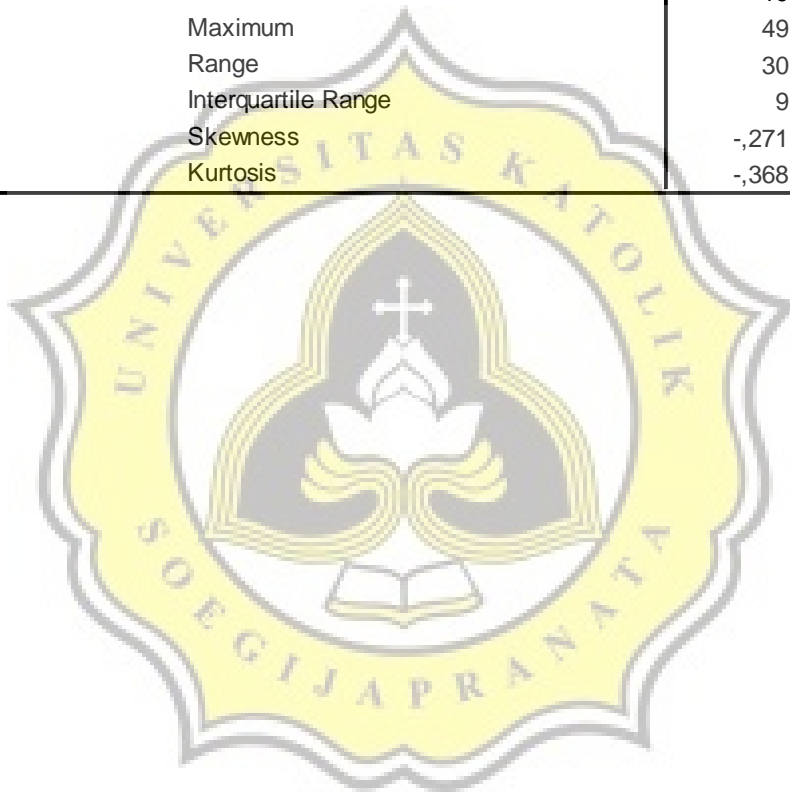 Maximum 49
Range 30
Interquartile Range 9
Skewness -,271
Kurtosis -,368
UNIVERSITAS KATOLIK
SOEGIJAPRANATA